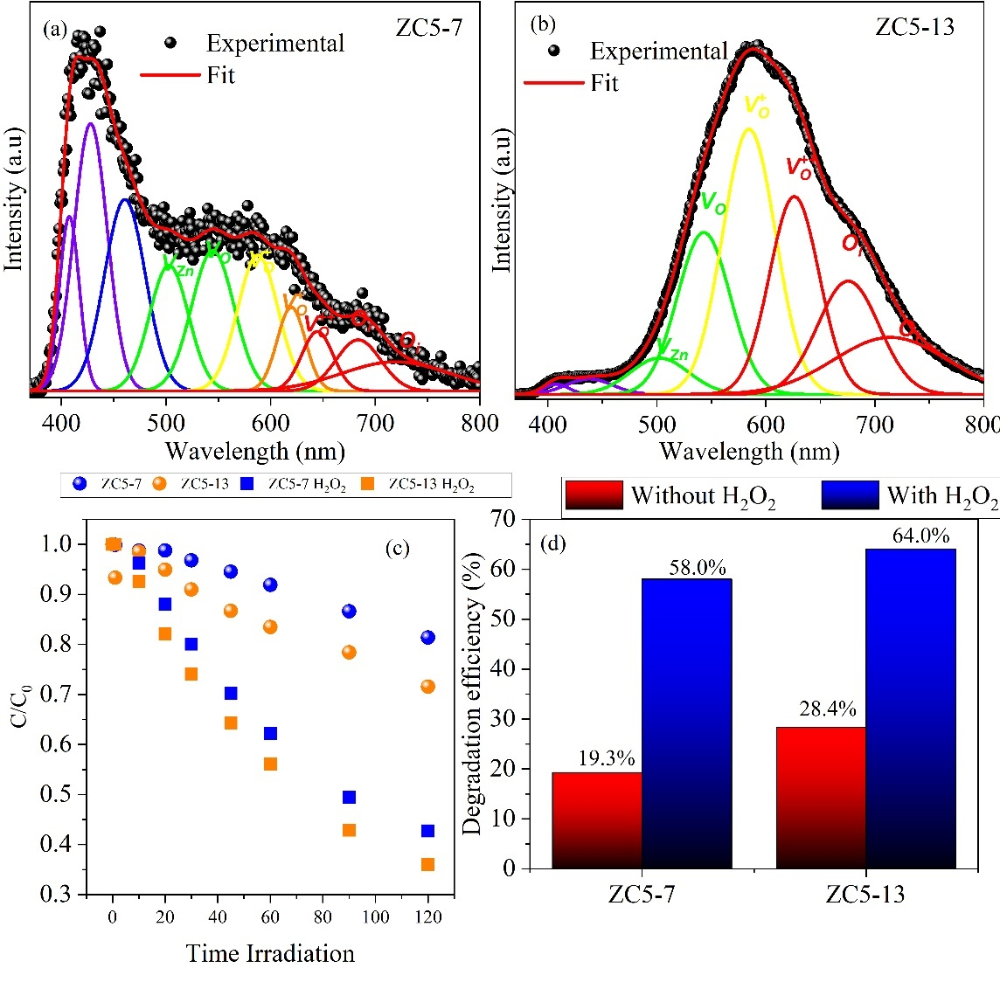 (a)
ZC5-7
Experimental
Fit
V_Zn
V_O
V_O^+
V_O
O_i
Intensity (a.u)
400 500 600 700 800
Wavelength (nm)
(b)
ZC5-13
Experimental
Fit
V_O^+
V_O^+
V_O
O
V_Zn
O
Intensity (a.u)
400 500 600 700 800
Wavelength (nm)
ZC5-7 ZC5-13 ZC5-7 H₂O₂ ZC5-13 H₂O₂
(c)
1.0
0.9
0.8
0.7
0.6
0.5
0.4
0.3
C/C₀
0 20 40 60 80 100 120
Time Irradiation
Without H₂O₂ With H₂O₂
(d)
70
60
50
40
30
20
10
0
Degradation efficiency (%)
19.3%
58.0%
28.4%
64.0%
ZC5-7 ZC5-13